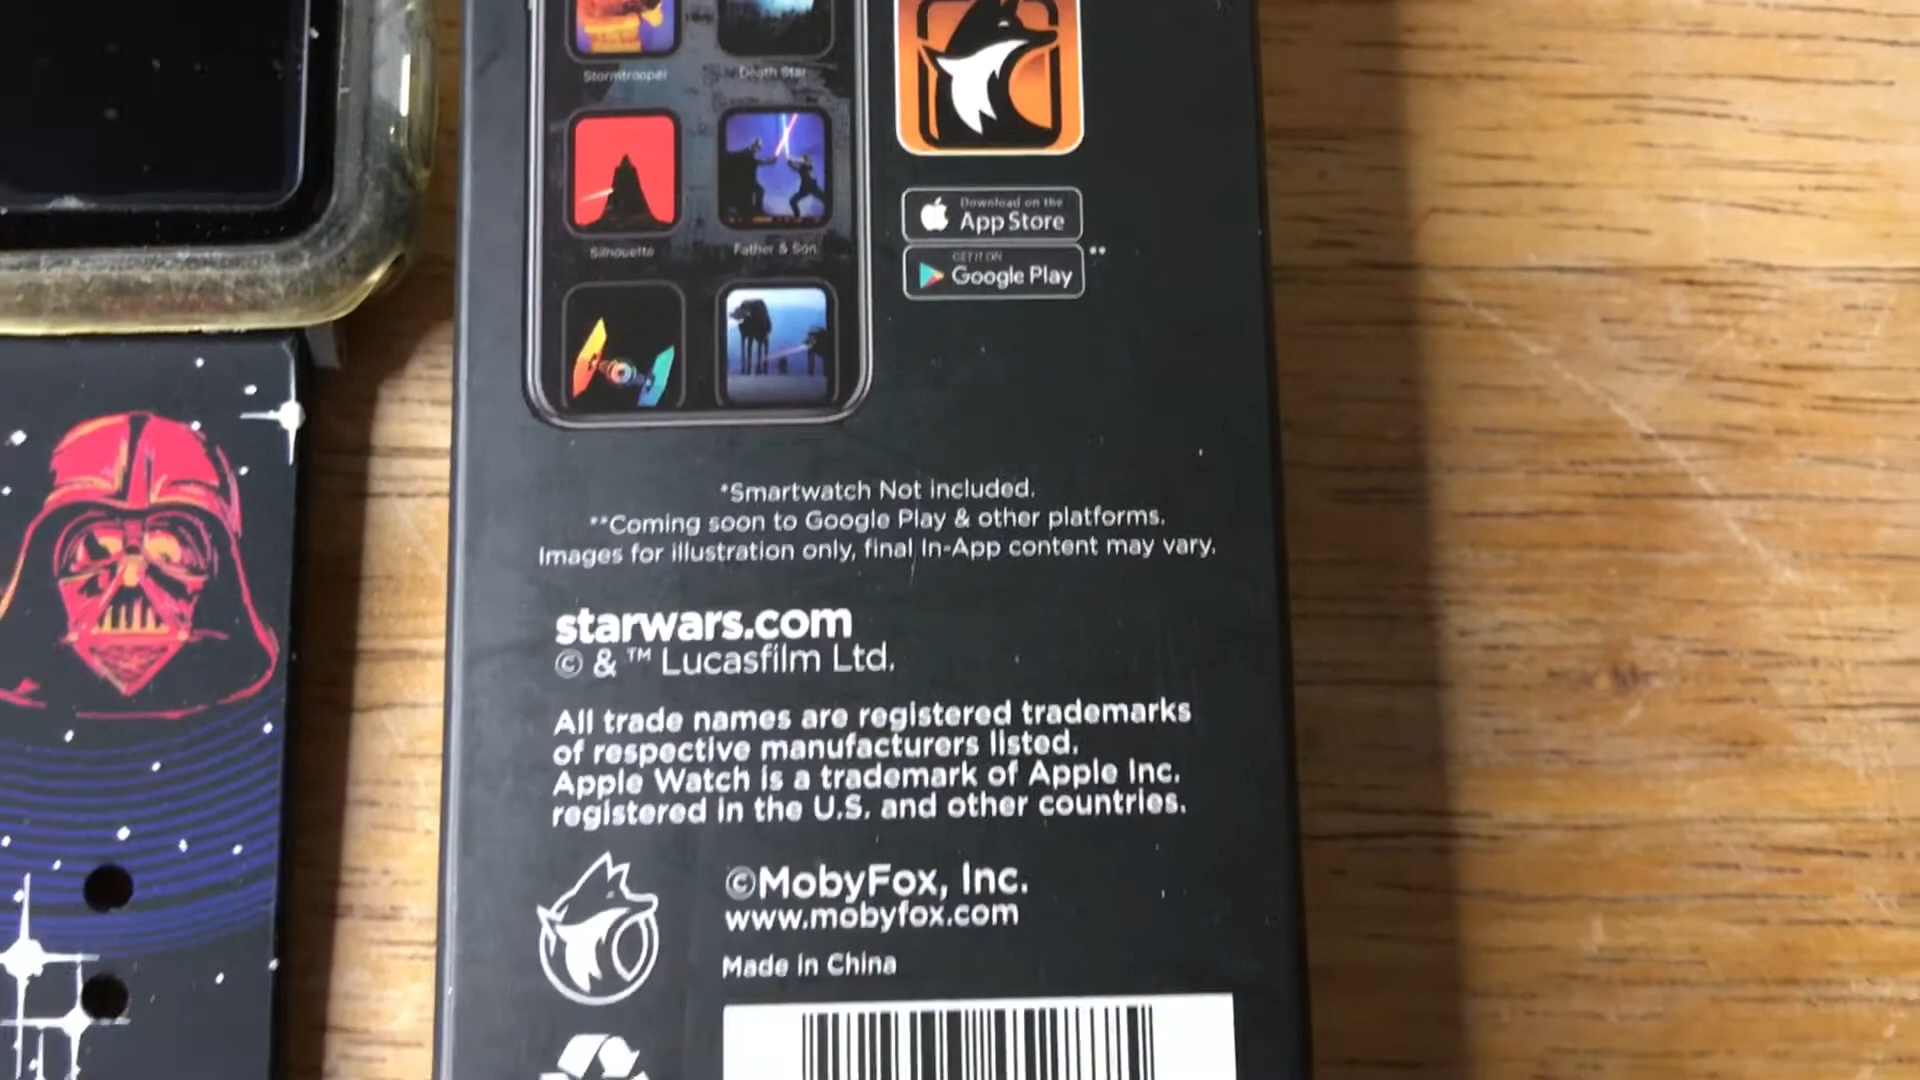 Stormtrooper
Death Star
Silhouette
Father & Son
Download on the
App Store
GET IT ON
Google Play
**
*Smartwatch Not included.
**Coming soon to Google Play & other platforms.
Images for illustration only, final In-App content may vary.
starwars.com
© & ™ Lucasfilm Ltd.
All trade names are registered trademarks
of respective manufacturers listed.
Apple Watch is a trademark of Apple Inc.
registered in the U.S. and other countries.
©MobyFox, Inc.
www.mobyfox.com
Made in China